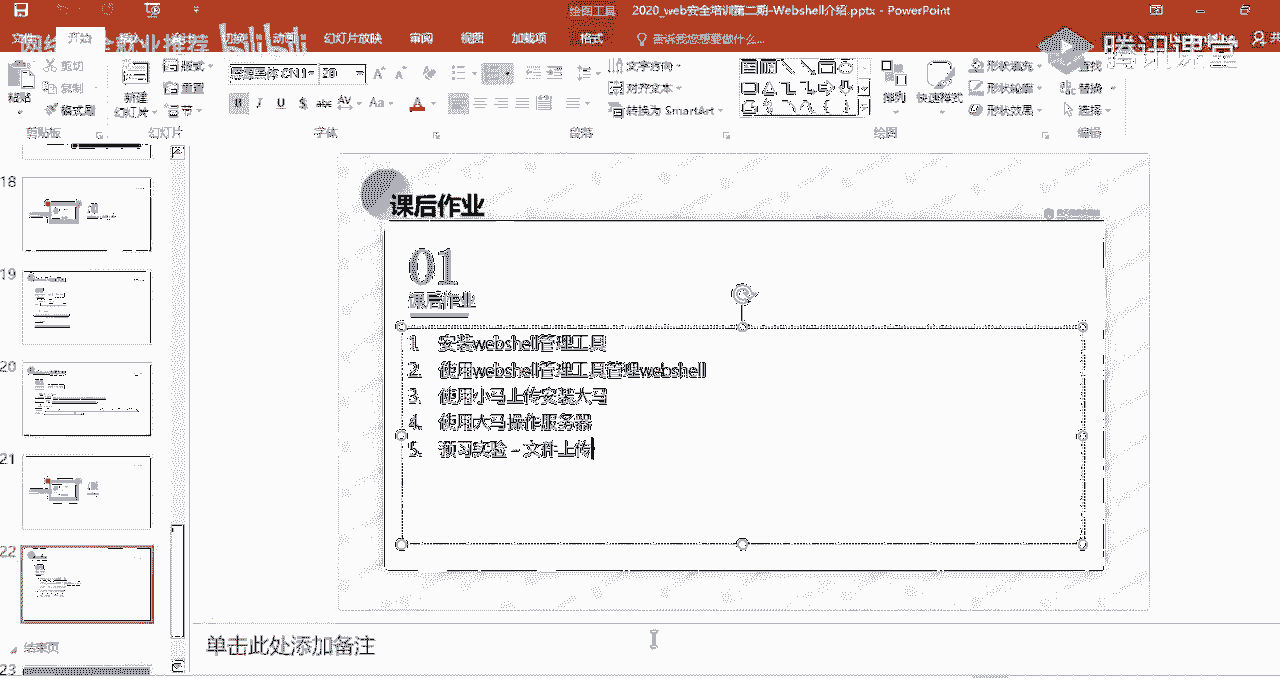 绘图工具 2020_web安全培训第二期-Webshell介绍.pptx - PowerPoint
文件 开始 插入 切换 动画 幻灯片放映 审阅 视图 加载项 格式 告诉我您想要做什么...
bilibili
腾讯课堂
粘贴 剪切 复制 格式刷
新建 幻灯片 版式 重置 节
20
B I U S abc AV Aa A
文字方向 对齐文本 转换为 SmartArt
排列 快速样式 形状填充 形状轮廓 形状效果
查找 替换 选择
剪贴板 幻灯片 字体 段落 绘图 编辑
18
19
20
21
22
结束页
23
课后作业
01
课后作业
1. 安装webshell管理工具
2. 使用webshell管理工具管理webshell
3. 使用小马上传安装大马
4. 使用大马操作服务器
5. 预习实验 - 文件上传
单击此处添加备注